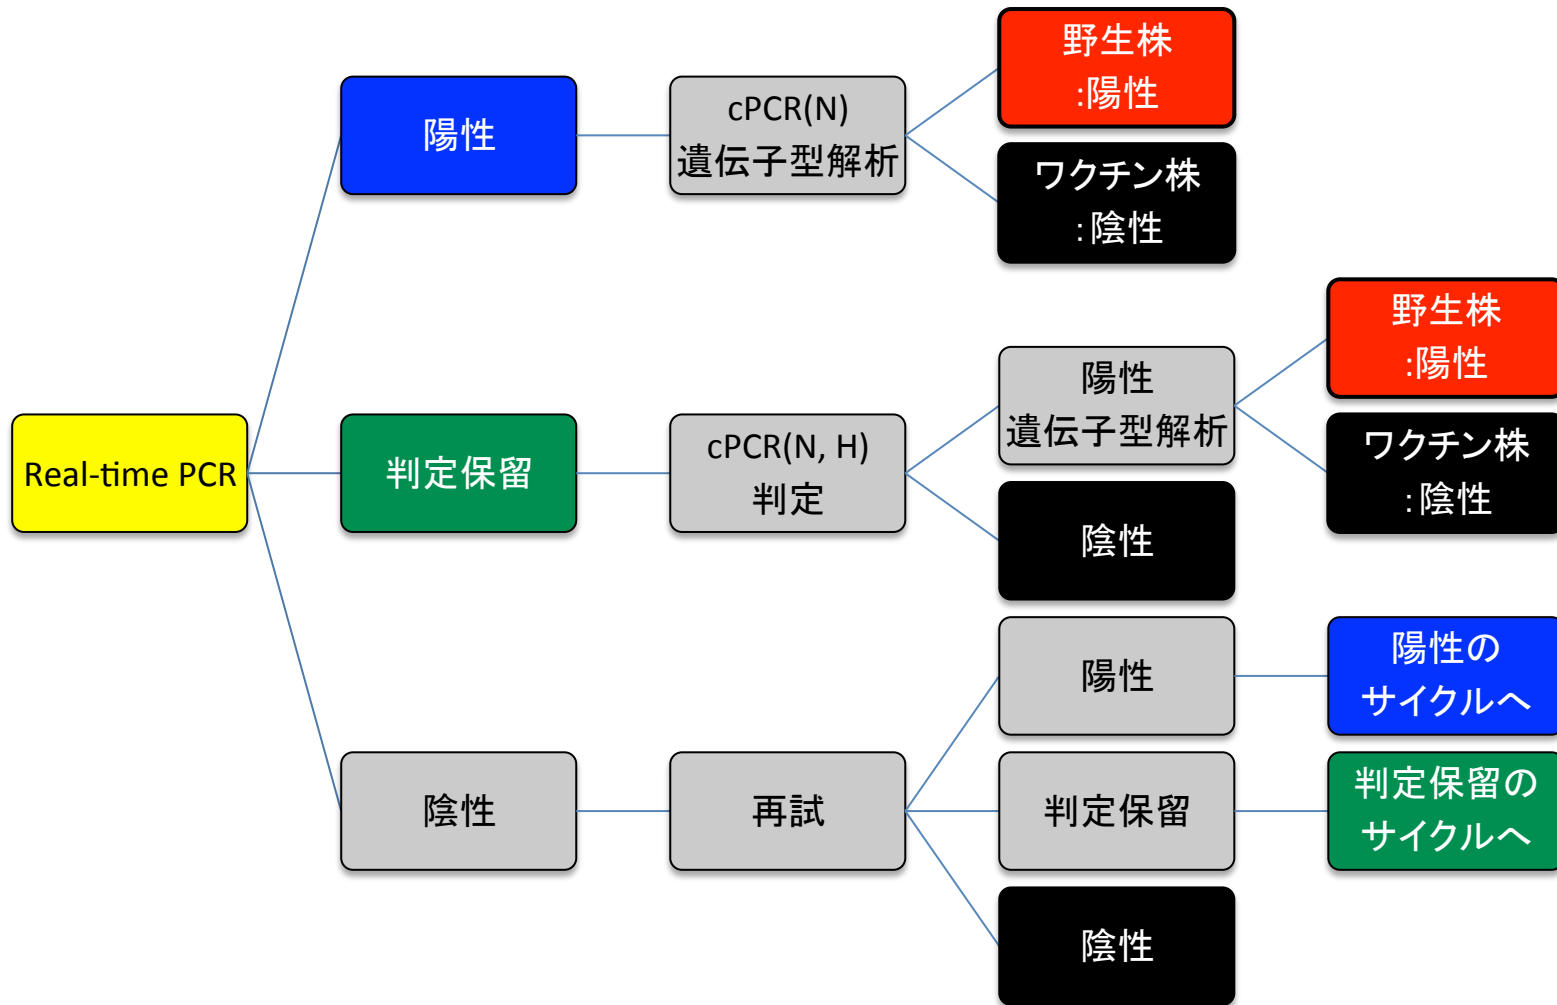 Real-time PCR
陽性
cPCR(N)
遺伝子型解析
野生株
:陽性
ワクチン株
:陰性
判定保留
cPCR(N, H)
判定
陽性
遺伝子型解析
野生株
:陽性
ワクチン株
:陰性
陰性
陰性
再試
陽性
陽性の
サイクルへ
判定保留
判定保留の
サイクルへ
陰性